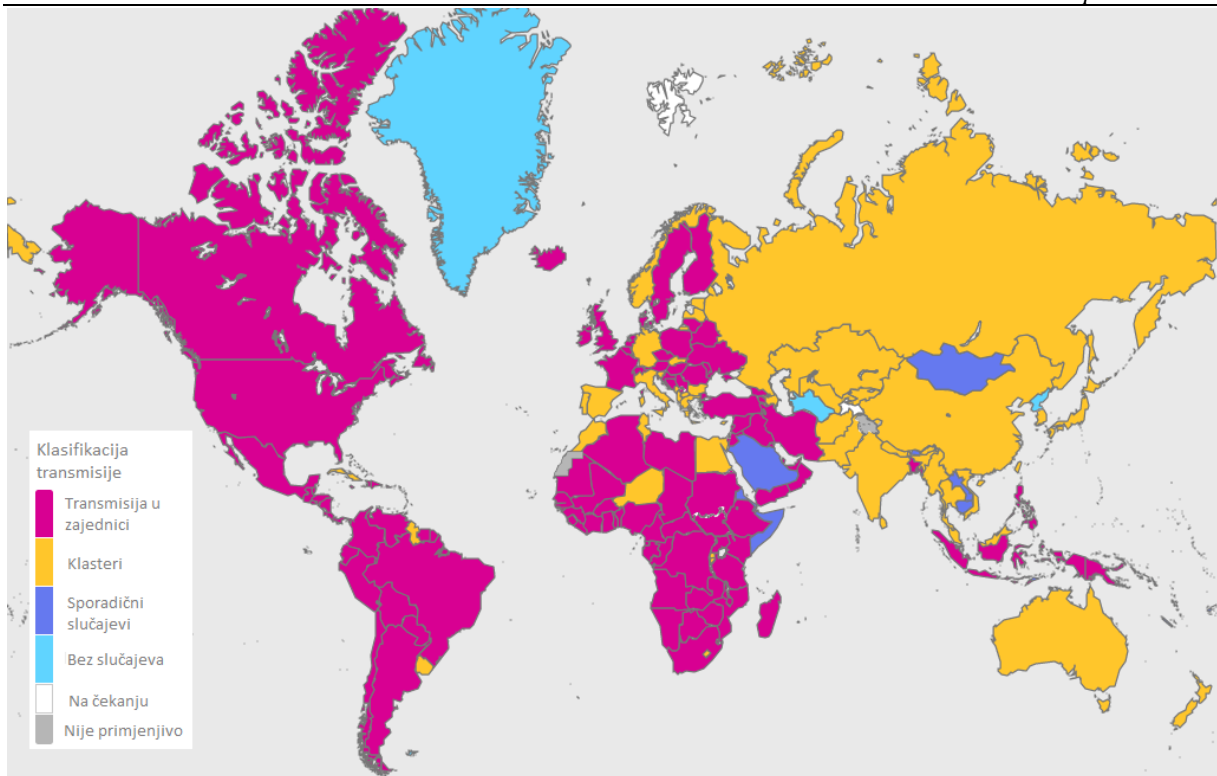 Klasifikacija
transmisije
Transmisija u
zajednici
Klasteri
Sporadični
slučajevi
Bez slučajeva
Na čekanju
Nije primjenjivo